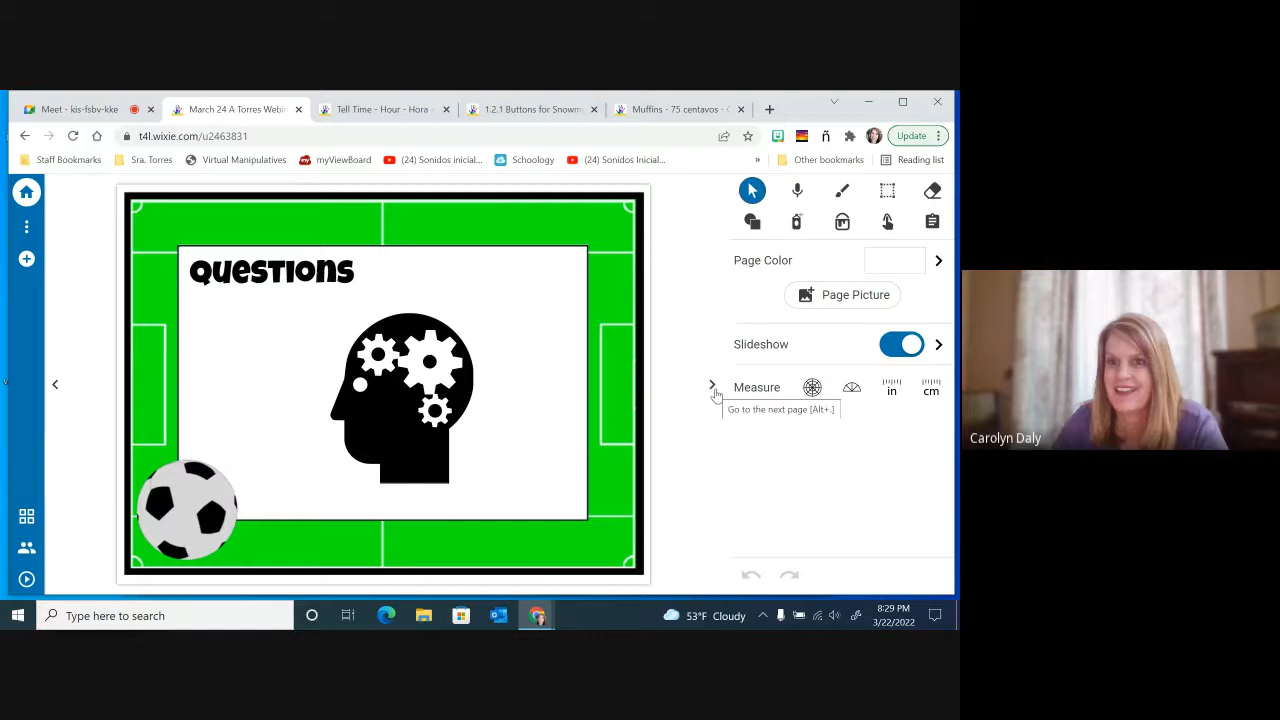 Meet - kis-fsbv-kke
March 24 A Torres Webin
Tell Time - Hour - Hora
1.2.1 Buttons for Snowm
Muffins - 75 centavos -
t4l.wixie.com/u2463831
Update
Staff Bookmarks
Sra. Torres
Virtual Manipulatives
myViewBoard
(24) Sonidos inicial...
Schoology
(24) Sonidos Inicial...
»
Other bookmarks
Reading list
Questions
Page Color
Page Picture
Slideshow
Measure
in
cm
Go to the next page [Alt+.]
Carolyn Daly
Type here to search
53°F Cloudy
8:29 PM
3/22/2022